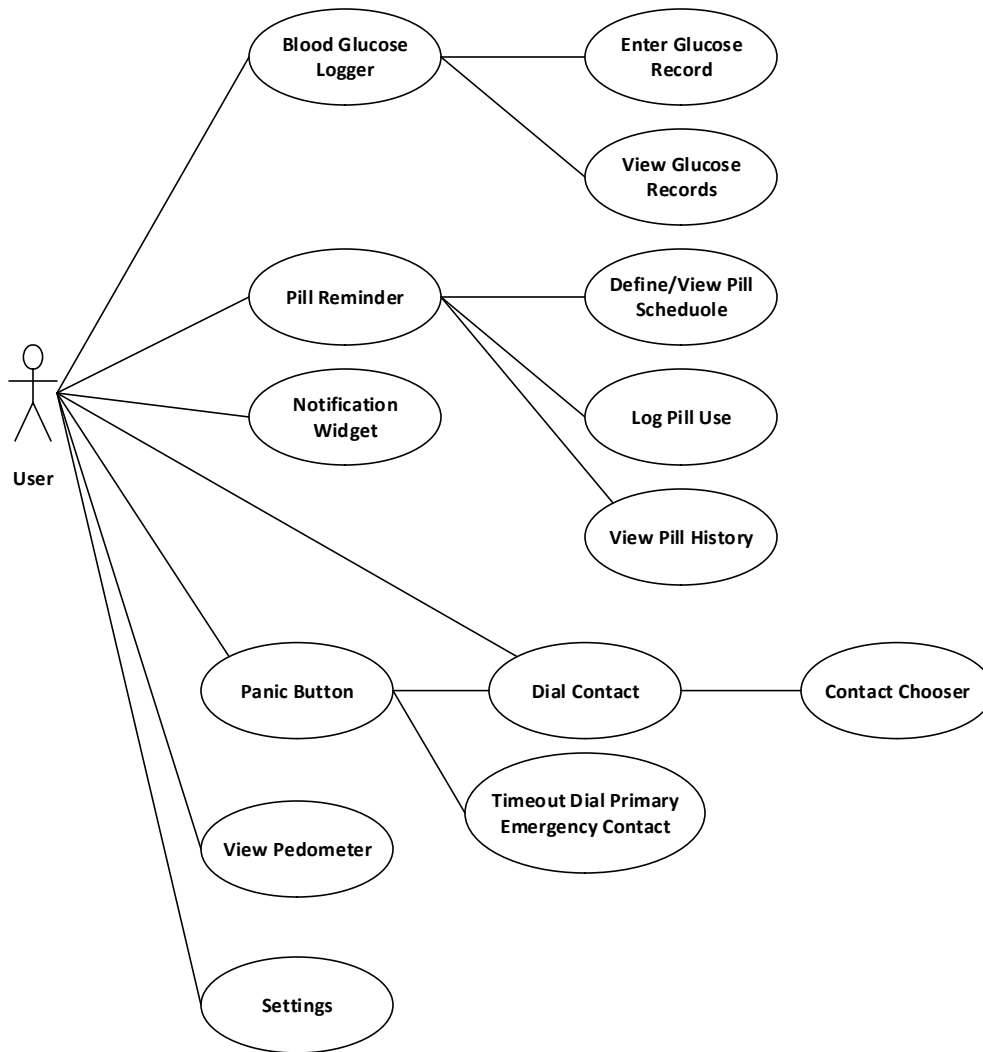 Blood Glucose
Logger
Enter Glucose
Record
View Glucose
Records
Pill Reminder
Define/View Pill
Scheduole
Notification
Widget
Log Pill Use
User
View Pill History
Panic Button
Dial Contact
Contact Chooser
Timeout Dial Primary
Emergency Contact
View Pedometer
Settings